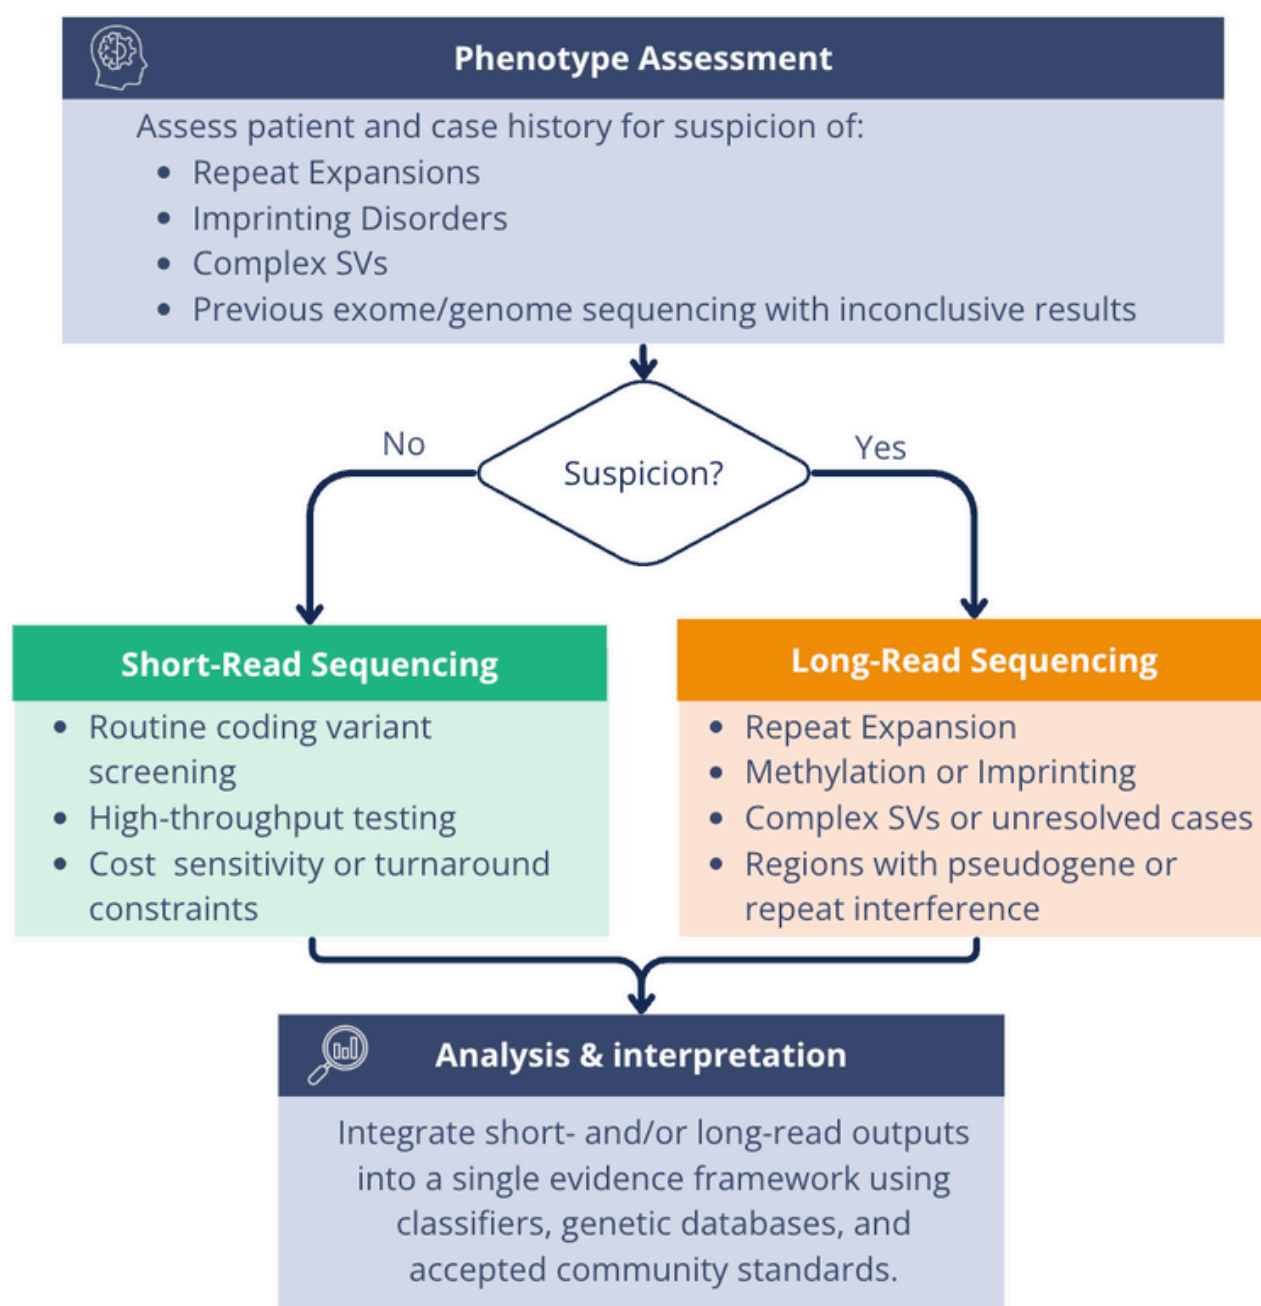 Phenotype Assessment
Assess patient and case history for suspicion of:
• Repeat Expansions
• Imprinting Disorders
• Complex SVs
• Previous exome/genome sequencing with inconclusive results
No
Suspicion?
Yes
Short-Read Sequencing
• Routine coding variant
screening
• High-throughput testing
• Cost  sensitivity or turnaround
constraints
Long-Read Sequencing
• Repeat Expansion
• Methylation or Imprinting
• Complex SVs or unresolved cases
• Regions with pseudogene or
repeat interference
Analysis & interpretation
Integrate short- and/or long-read outputs
into a single evidence framework using
classifiers, genetic databases, and
accepted community standards.